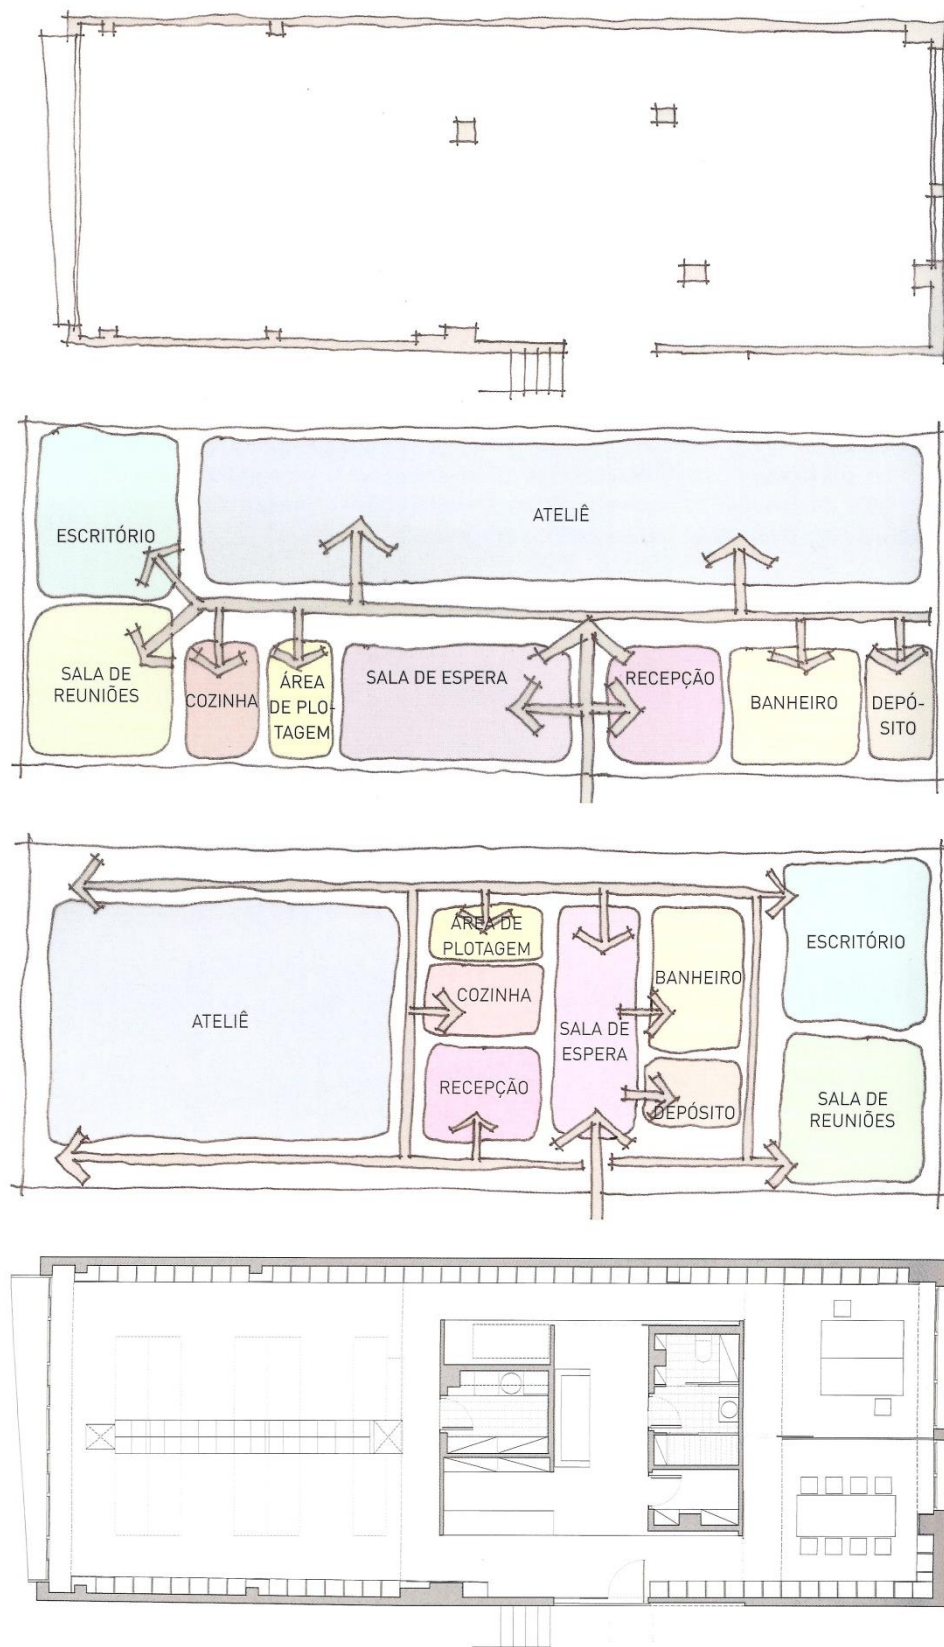 ESCRITÓRIO
ATELIÊ
SALA DE
REUNIÕES
COZINHA
ÁREA
DE PLO-
TAGEM
SALA DE ESPERA
RECEPÇÃO
BANHEIRO
DEPÓ-
SITO
ATELIÊ
ÁREA DE
PLOTAGEM
COZINHA
RECEPÇÃO
SALA DE
ESPERA
BANHEIRO
DEPÓSITO
ESCRITÓRIO
SALA DE
REUNIÕES